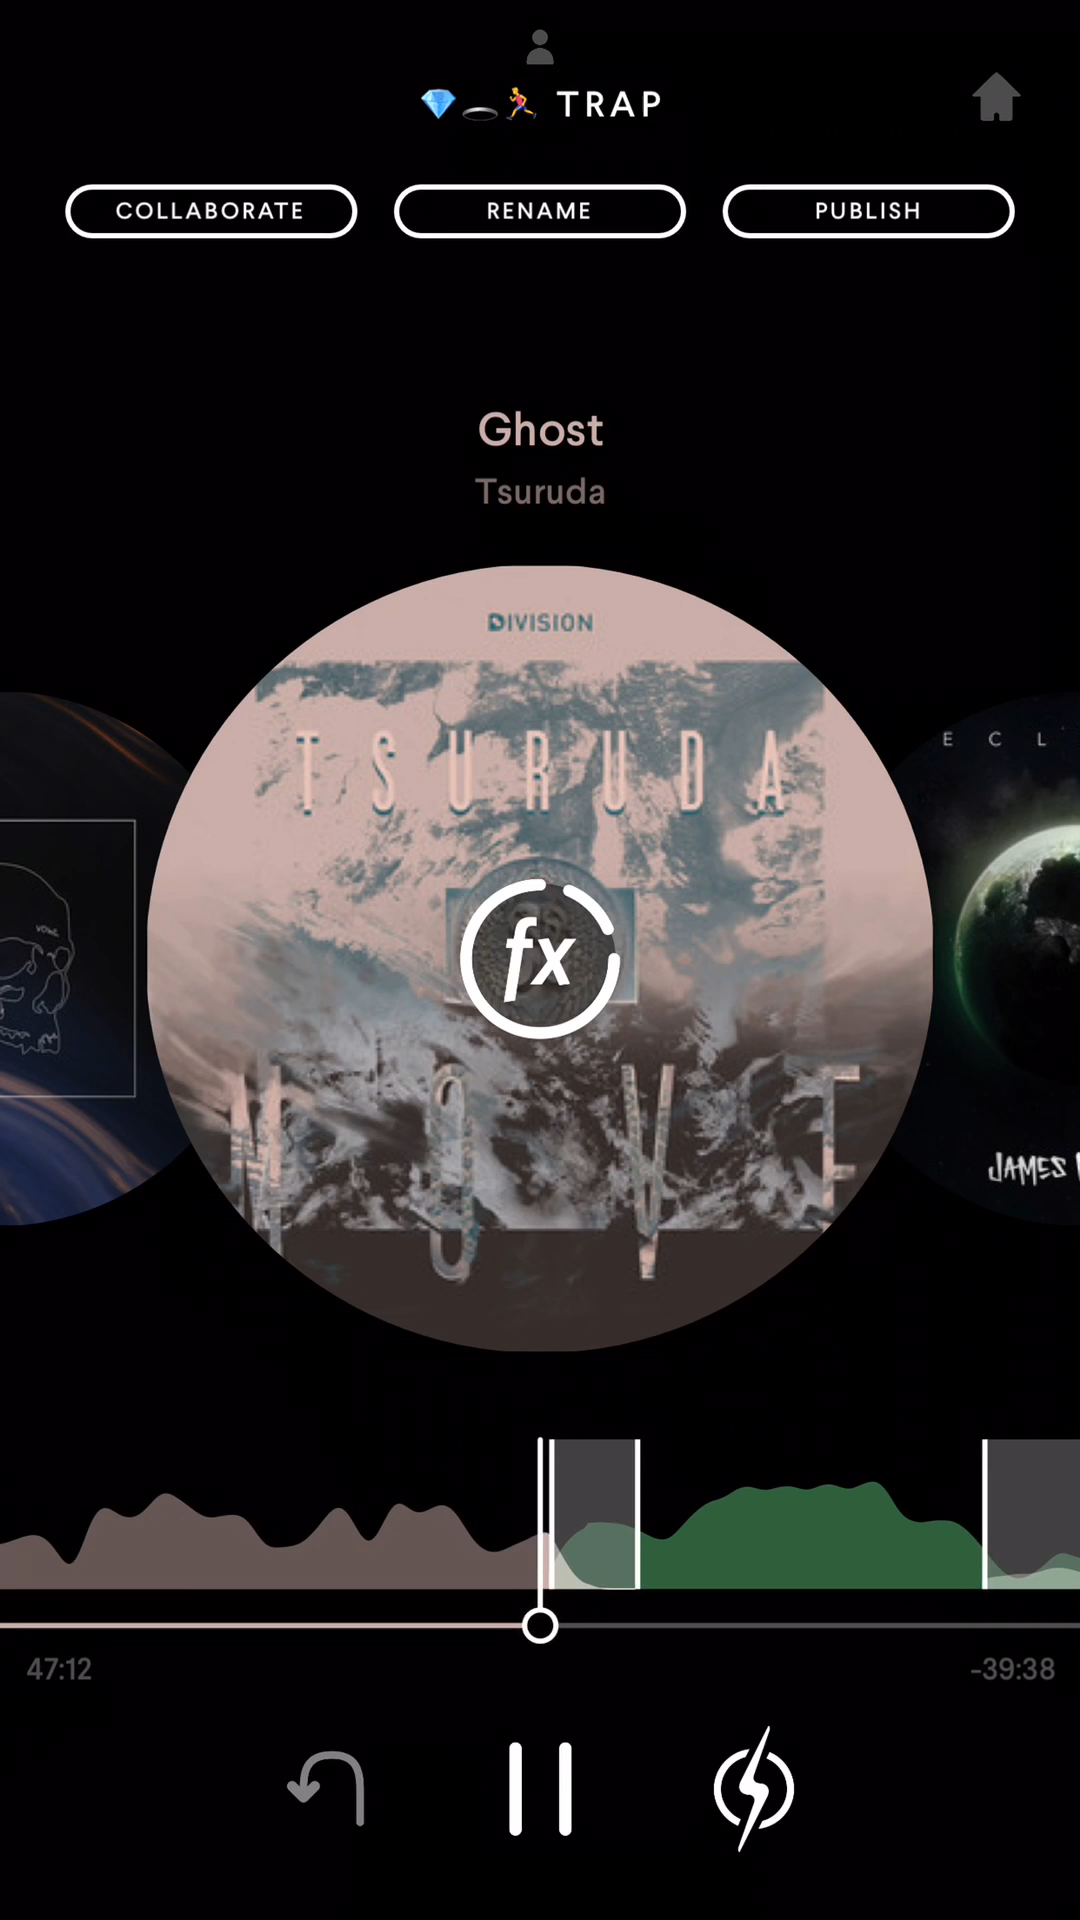 💎🕳️🏃 TRAP
COLLABORATE
RENAME
PUBLISH
Ghost
Tsuruda
DIVISION
TSURUDA
ECL
fx
MOVE
JAMES
47:12
-39:38